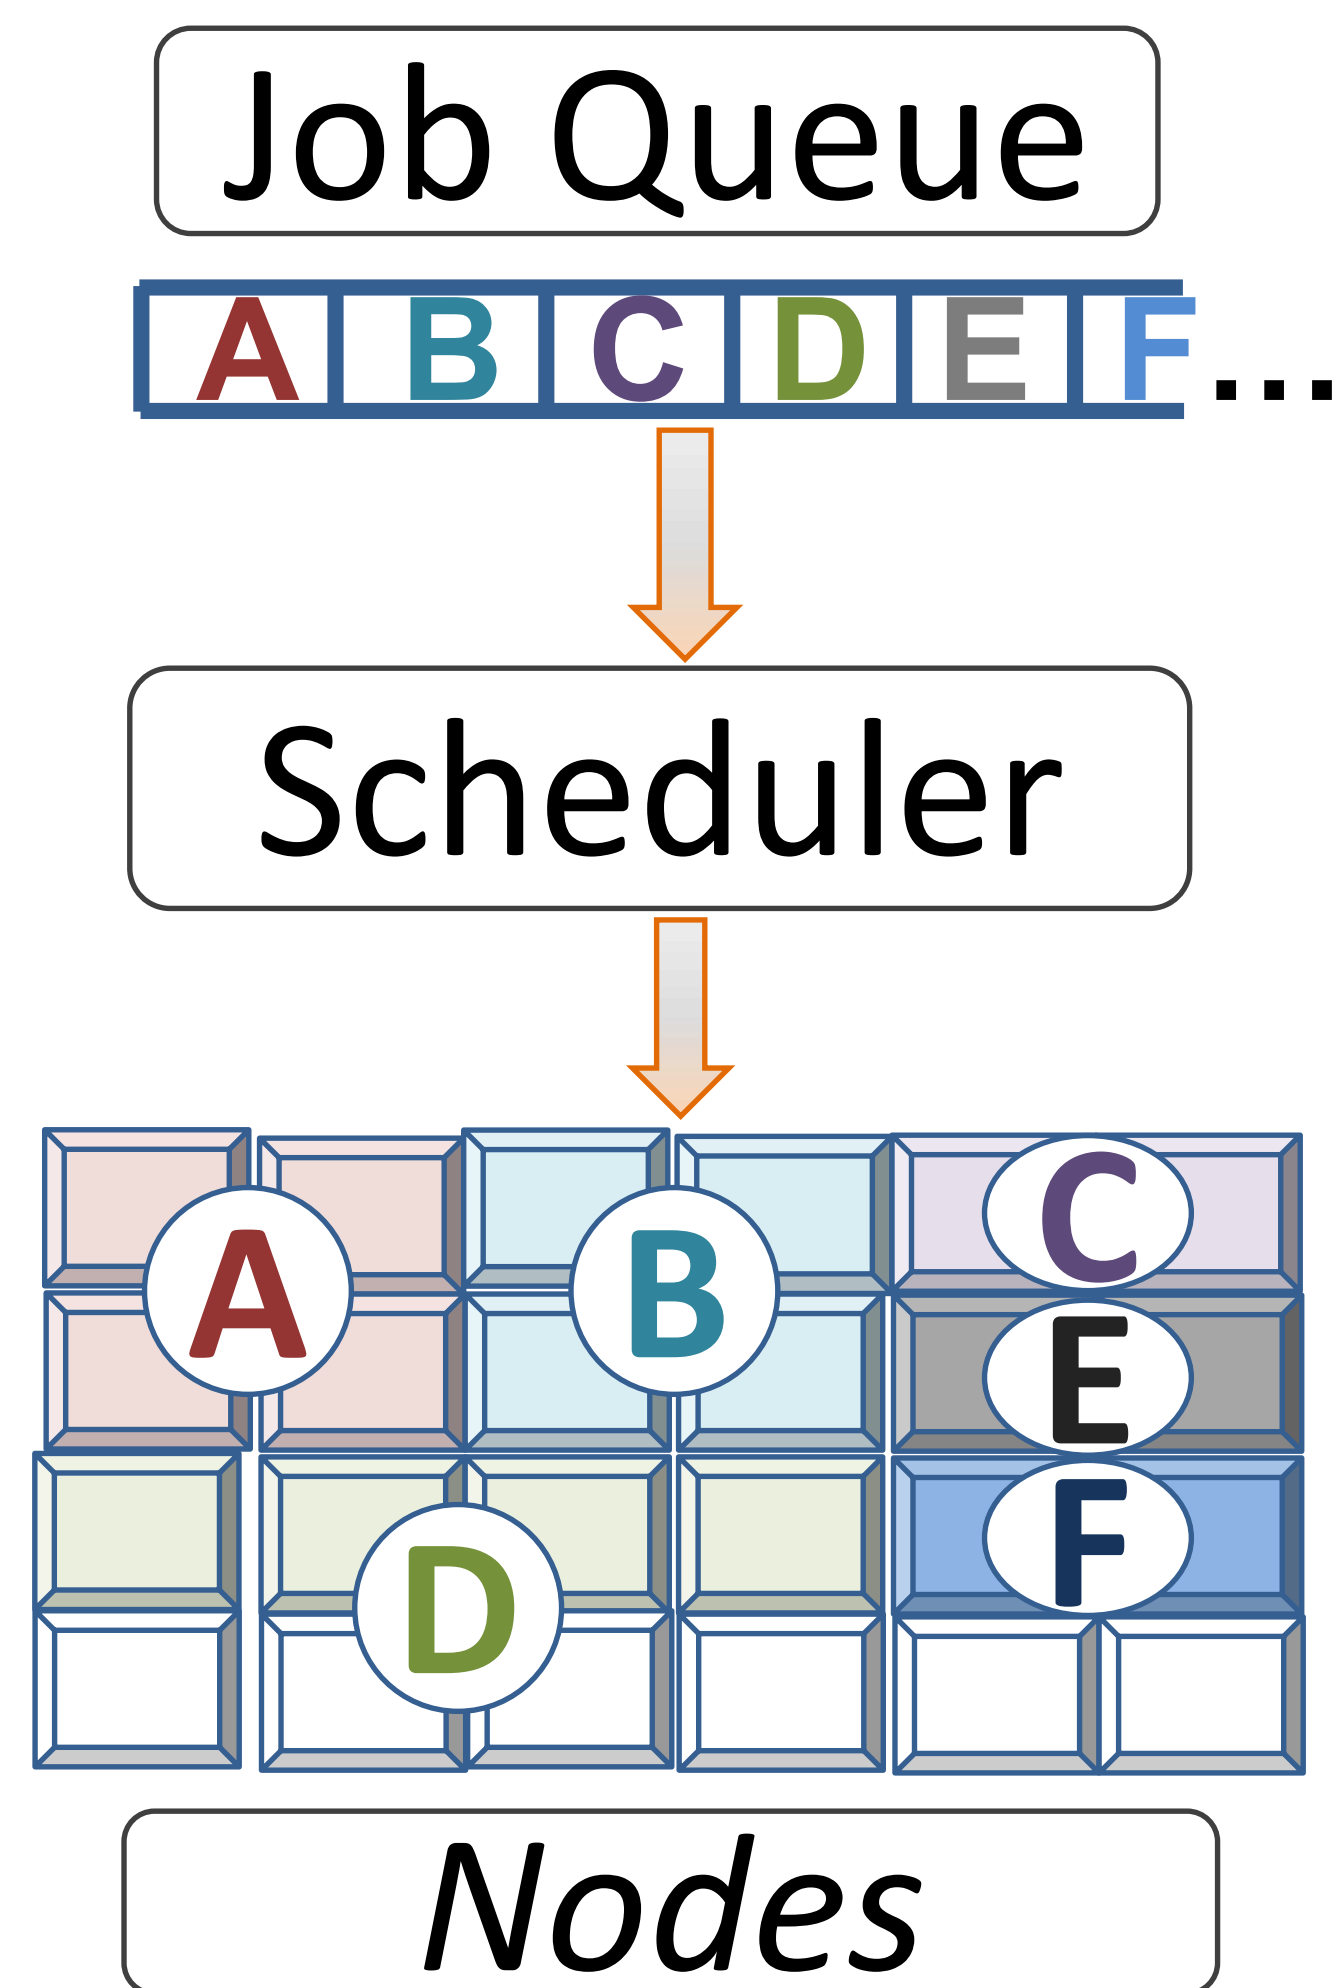 Job Queue
A B C D E F ...
Scheduler
A B C
E
D F
Nodes